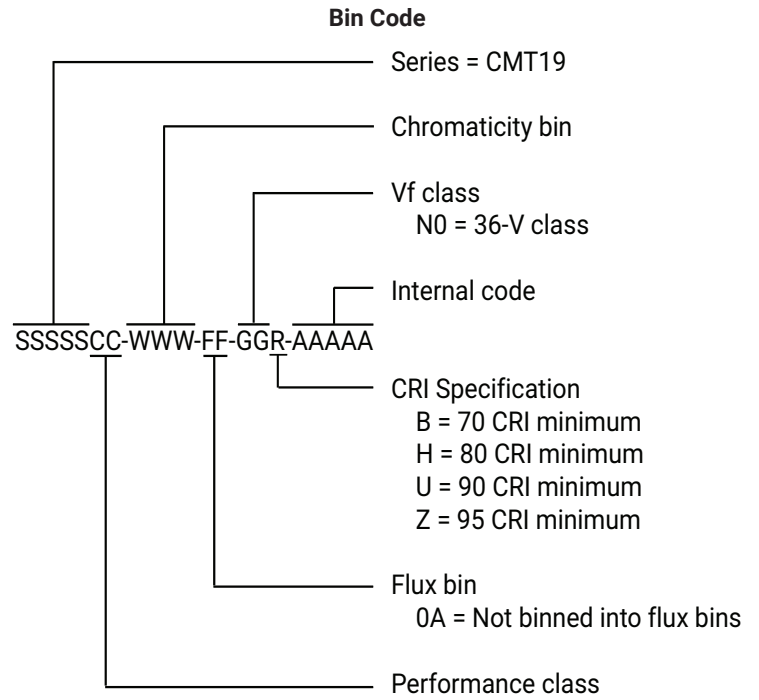 Bin Code
Series = CMT19
Chromaticity bin
Vf class
N0 = 36-V class
Internal code
SSSSSCC-WWW-FF-GGR-AAAAA
CRI Specification
B = 70 CRI minimum
H = 80 CRI minimum
U = 90 CRI minimum
Z = 95 CRI minimum
Flux bin
0A = Not binned into flux bins
Performance class